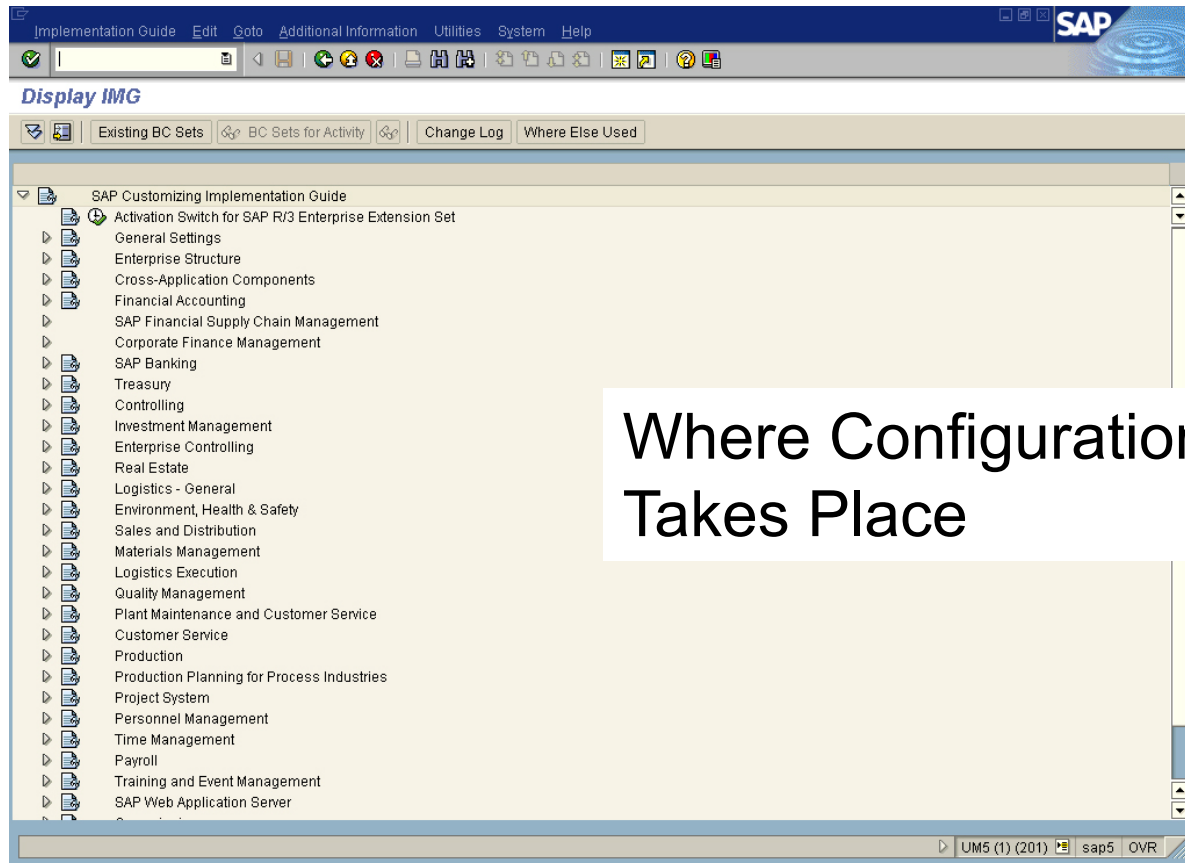 Implementation Guide Edit Goto Additional Information Utilities System Help
SAP
Display IMG
Existing BC Sets BC Sets for Activity Change Log Where Else Used
SAP Customizing Implementation Guide
Activation Switch for SAP R/3 Enterprise Extension Set
General Settings
Enterprise Structure
Cross-Application Components
Financial Accounting
SAP Financial Supply Chain Management
Corporate Finance Management
SAP Banking
Treasury
Controlling
Investment Management
Enterprise Controlling
Real Estate
Logistics - General
Environment, Health & Safety
Sales and Distribution
Materials Management
Logistics Execution
Quality Management
Plant Maintenance and Customer Service
Customer Service
Production
Production Planning for Process Industries
Project System
Personnel Management
Time Management
Payroll
Training and Event Management
SAP Web Application Server
Where Configuration
Takes Place
UM5 (1) (201) sap5 OVR